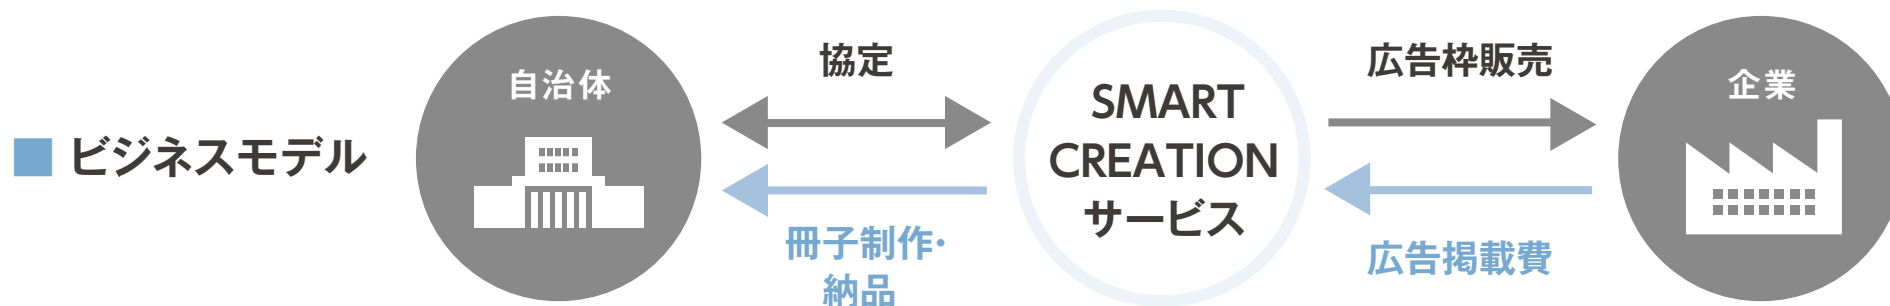 ビジネスモデル
自治体
協定
冊子制作・
納品
SMART
CREATION
サービス
広告枠販売
広告掲載費
企業